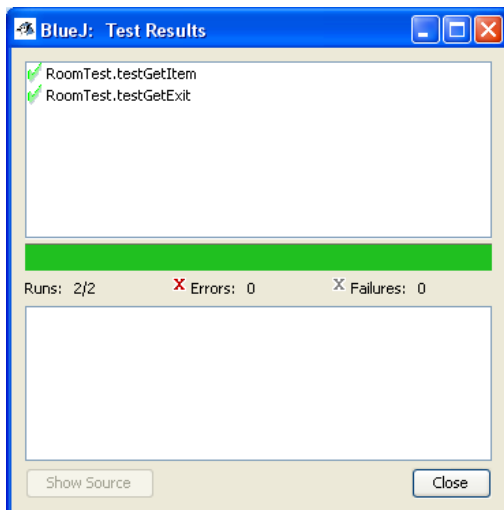 BlueJ: Test Results
RoomTest.testGetItem
RoomTest.testGetExit
Runs: 2/2 X Errors: 0 X Failures: 0
Show Source Close